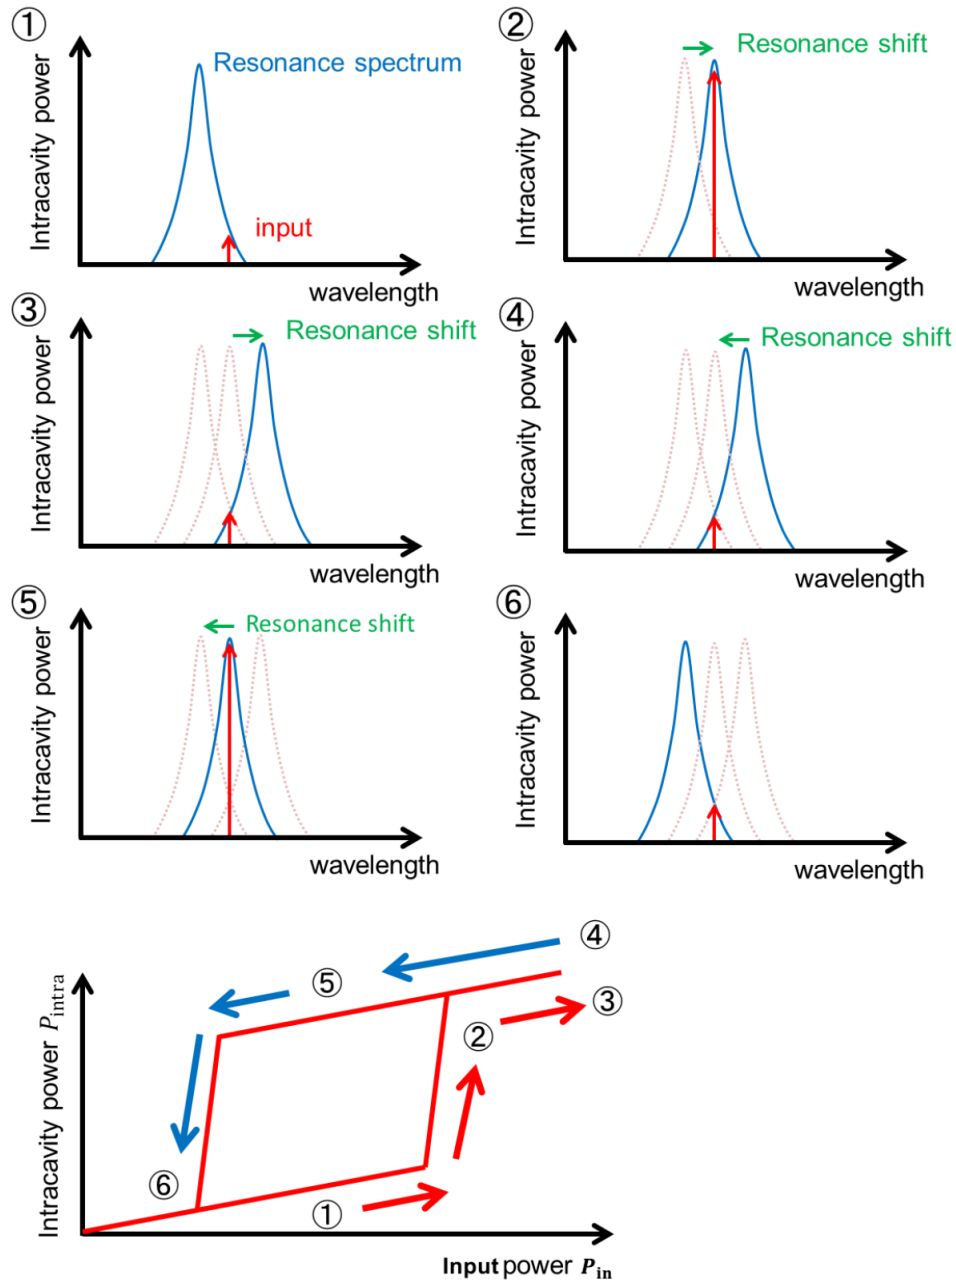 ①
Intracavity power
Resonance spectrum
input
wavelength
②
Intracavity power
Resonance shift
wavelength
③
Intracavity power
Resonance shift
wavelength
④
Intracavity power
Resonance shift
wavelength
⑤
Intracavity power
Resonance shift
wavelength
⑥
Intracavity power
wavelength
Intracavity power P_intra
④
⑤
③
②
⑥
①
Input power P_in